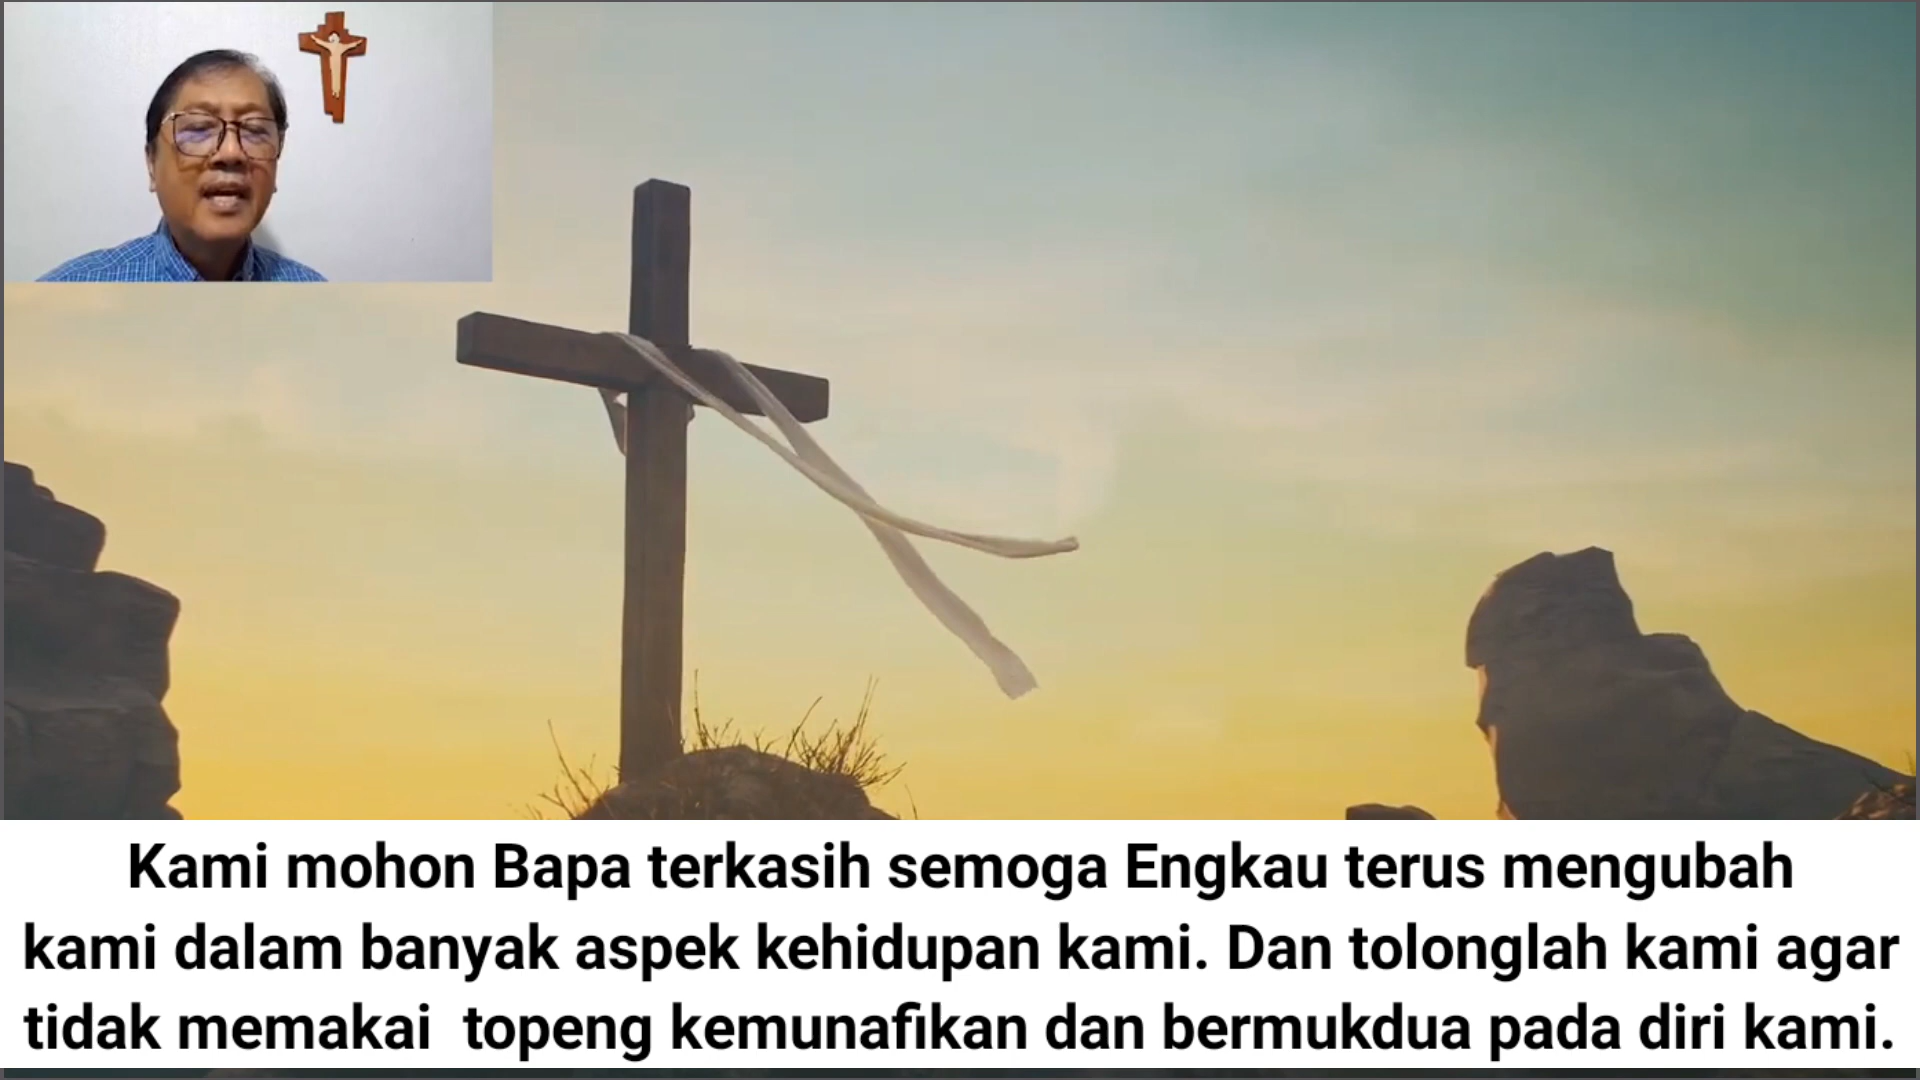 Kami mohon Bapa terkasih semoga Engkau terus mengubah
kami dalam banyak aspek kehidupan kami. Dan tolonglah kami agar
tidak memakai  topeng kemunafikan dan bermukdua pada diri kami.